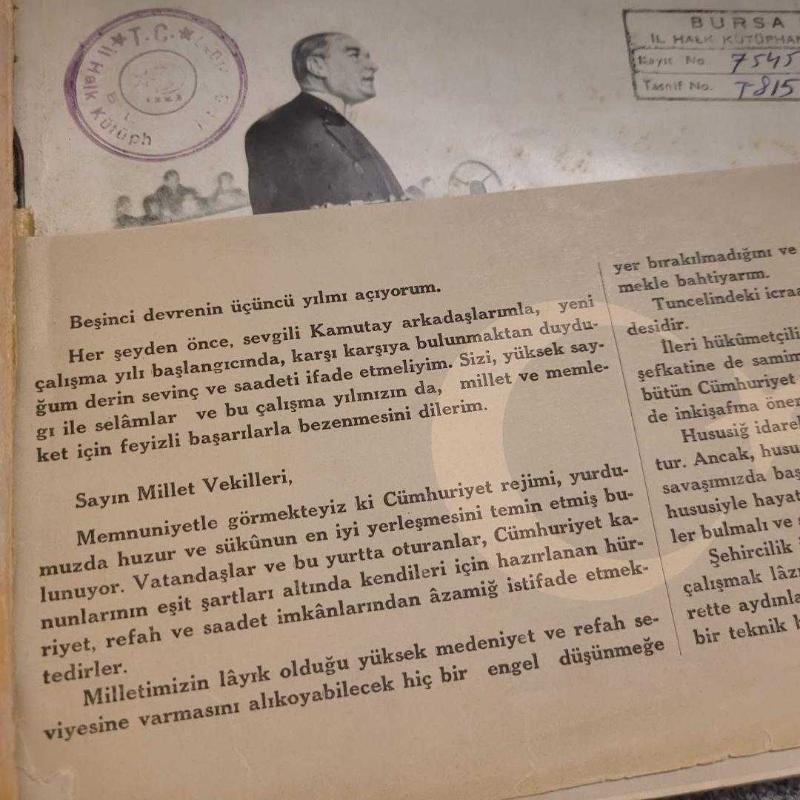 T.C.
İl Halk Kütüph
BURSA
İL HALK KÜTÜPHAN
Kayıt No. 7545
Tasnif No. T-815
Beşinci devrenin üçüncü yılını açıyorum.
Her şeyden önce, sevgili Kamutay arkadaşlarımla, yeni
çalışma yılı başlangıcında, karşı karşıya bulunmaktan duydu-
ğum derin sevinç ve saadeti ifade etmeliyim. Sizi, yüksek say-
gı ile selâmlar ve bu çalışma yılınızın da, millet ve memle-
ket için feyizli başarılarla bezenmesini dilerim.
Sayın Millet Vekilleri,
Memnuniyetle görmekteyiz ki Cümhuriyet rejimi, yurdu-
muzda huzur ve sükûnun en iyi yerleşmesini temin etmiş bu-
lunuyor. Vatandaşlar ve bu yurtta oturanlar, Cümhuriyet ka-
nunlarının eşit şartları altında kendileri için hazırlanan hür-
riyet, refah ve saadet imkânlarından âzamiğ istifade etmek-
tedirler.
Milletimizin lâyık olduğu yüksek medeniyet ve refah se-
viyesine varmasını alıkoyabilecek hiç bir engel düşünmeğe
yer bırakılmadığını ve
mekle bahtiyarım.
Tuncelindeki icraa
desidir.
İleri hükûmetçili
şefkatine de samim
bütün Cümhuriyet
de inkişafına öner
Hususiğ idarel
tur. Ancak, husu
savaşımızda baş
hususiyle hayat
ler bulmalı ve
Şehircilik
çalışmak lâzı
rette aydınla
bir teknik